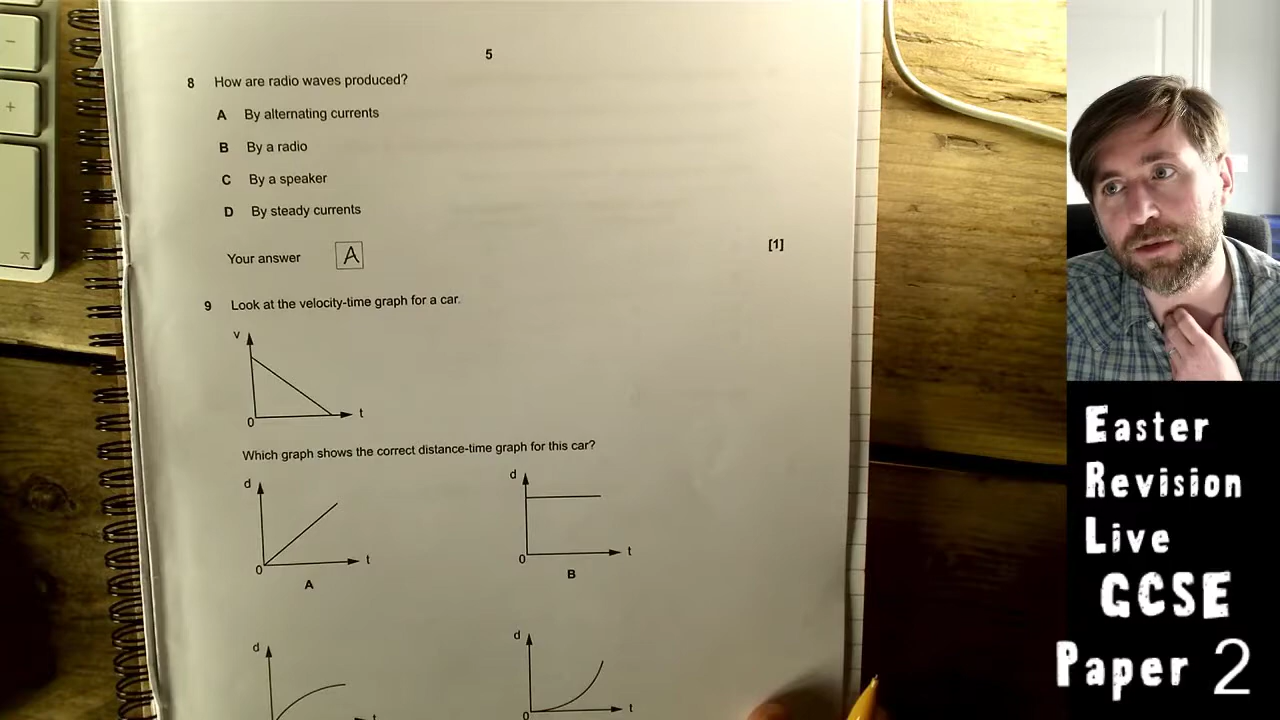 5
8 How are radio waves produced?
A By alternating currents
B By a radio
C By a speaker
D By steady currents
Your answer A [1]
9 Look at the velocity-time graph for a car.
v
0 t
Which graph shows the correct distance-time graph for this car?
d d
0 t 0 t
A B
d d
t 0 t
Easter
Revision
Live
GCSE
Paper 2
- 
+